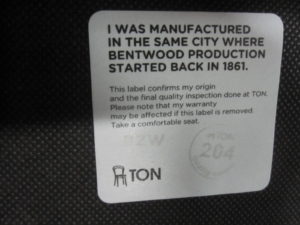 I WAS MANUFACTURED
IN THE SAME CITY WHERE
BENTWOOD PRODUCTION
STARTED BACK IN 1861.
This label confirms my origin
and the final quality inspection done at TON.
Please note that my warranty
may be affected if this label is removed.
Take a comfortable seat.
204
TON